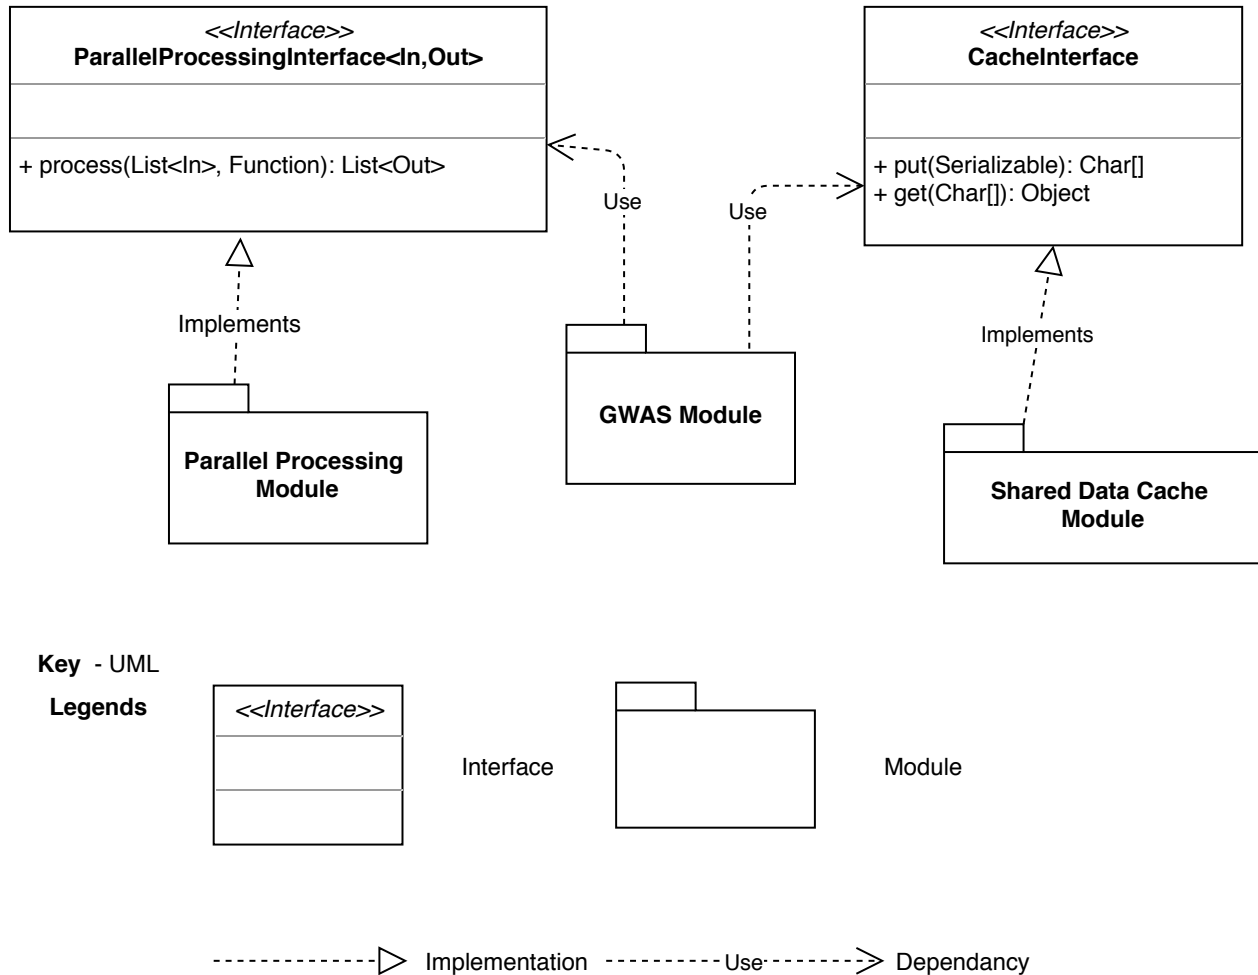 <<Interface>>
ParallelProcessingInterface<In,Out>
+ process(List<In>, Function): List<Out>
<<Interface>>
CacheInterface
+ put(Serializable): Char[]
+ get(Char[]): Object
Use
Use
Implements
Implements
GWAS Module
Parallel Processing
Module
Shared Data Cache
Module
Key - UML
Legends
<<Interface>>
Interface
Module
Implementation
Use
Dependancy